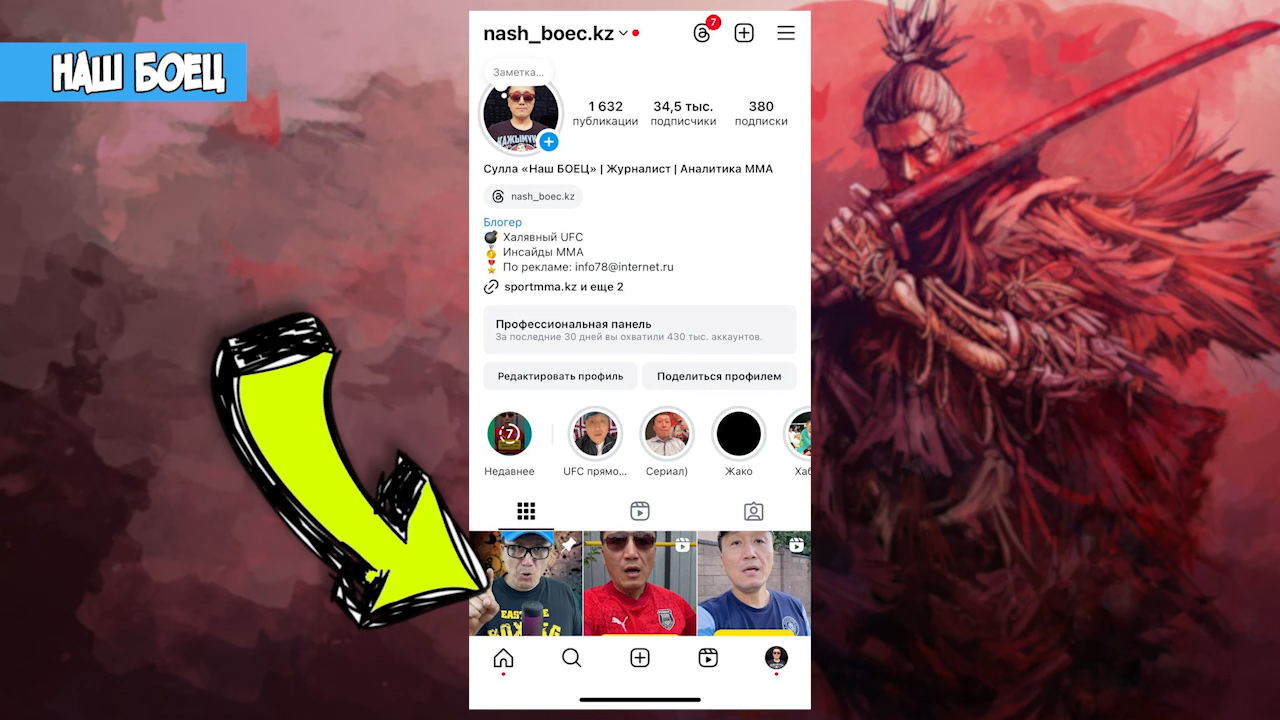 НАШ БОЕЦ
nash_boec.kz
7
Заметка...
1 632
публикации
34,5 тыс.
подписчики
380
подписки
Сулла «Наш БОЕЦ» | Журналист | Аналитика ММА
nash_boec.kz
Блогер
Халявный UFC
Инсайды ММА
По рекламе: info78@internet.ru
sportmma.kz и еще 2
Профессиональная панель
За последние 30 дней вы охватили 430 тыс. аккаунтов.
Редактировать профиль
Поделиться профилем
7
Недавнее
UFC прямо...
Сериал)
Жако